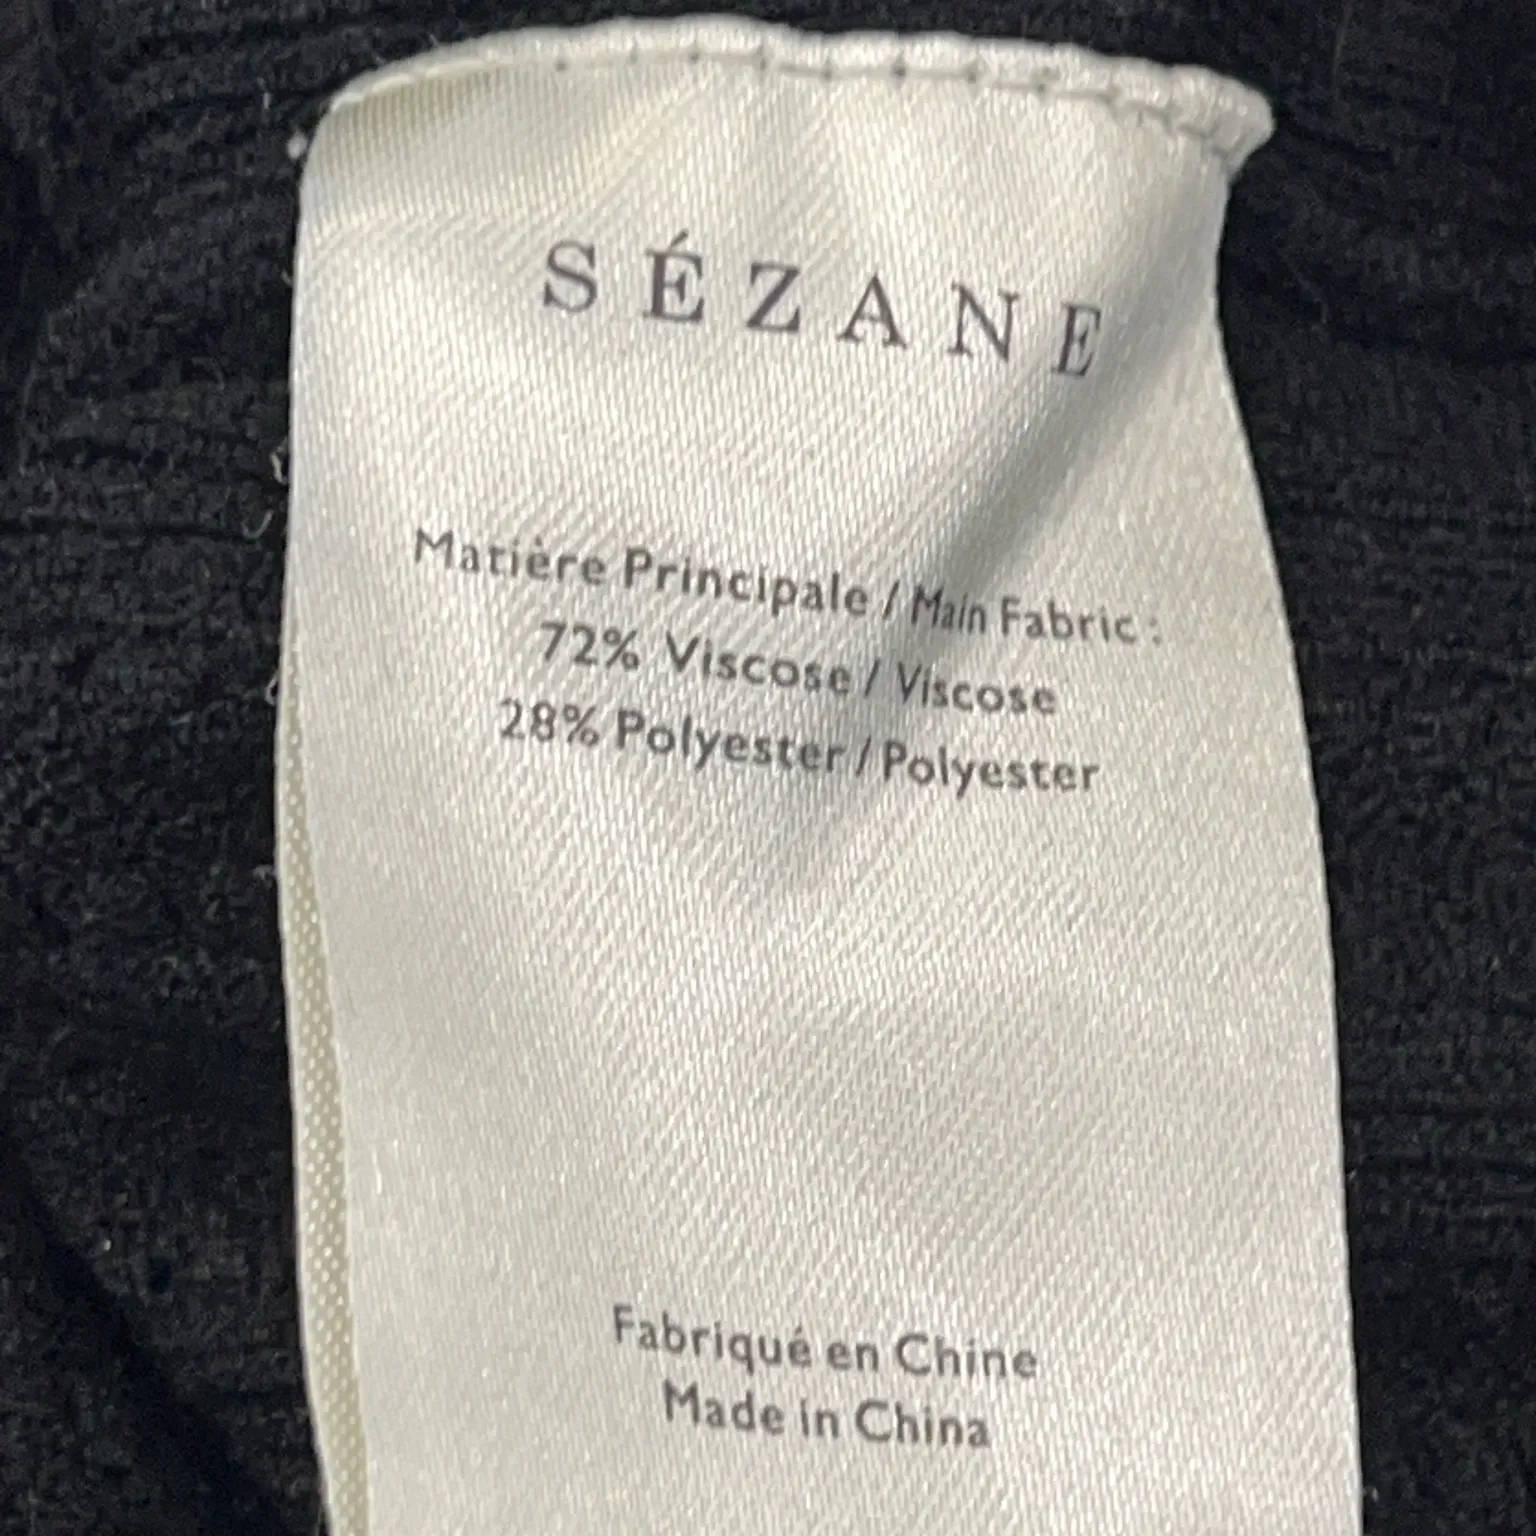 SÉZANE
Matière Principale / Main Fabric :
72% Viscose / Viscose
28% Polyester / Polyester
Fabriqué en Chine
Made in China